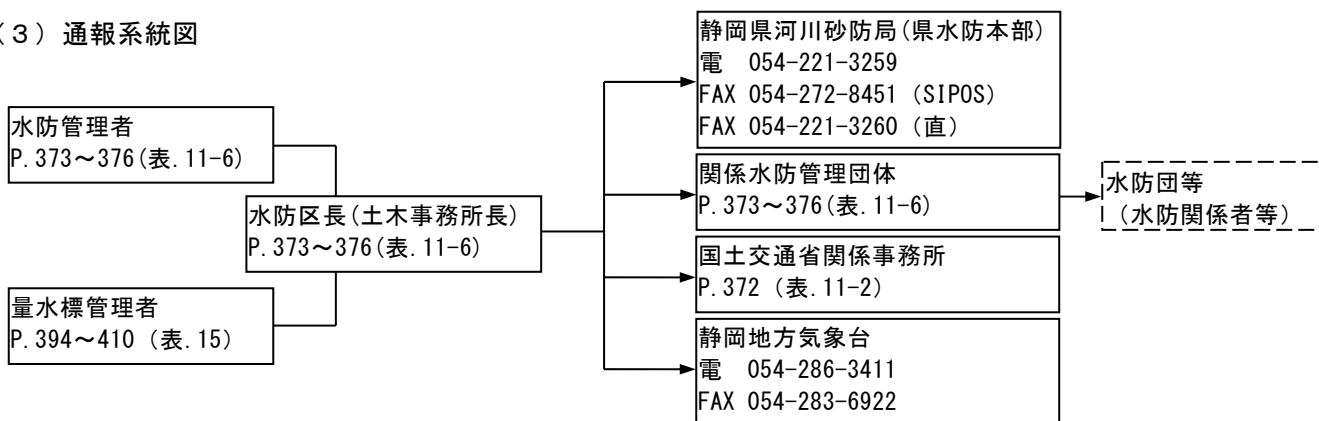 （３）通報系統図
水防管理者
P.373～376(表.11-6)
量水標管理者
P.394～410（表.15）
水防区長(土木事務所長)
P.373～376(表.11-6)
静岡県河川砂防局(県水防本部)
電　054-221-3259
FAX 054-272-8451（SIPOS）
FAX 054-221-3260（直）
関係水防管理団体
P.373～376(表.11-6)
水防団等
（水防関係者等）
国土交通省関係事務所
P.372（表.11-2）
静岡地方気象台
電　054-286-3411
FAX 054-283-6922